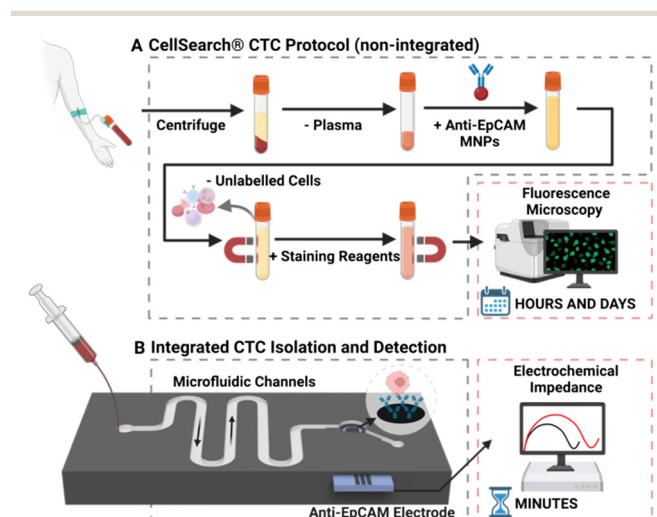 A CellSearch® CTC Protocol (non-integrated)
Centrifuge
- Plasma
+ Anti-EpCAM
MNPs
- Unlabelled Cells
+ Staining Reagents
Fluorescence
Microscopy
HOURS AND DAYS
B Integrated CTC Isolation and Detection
Microfluidic Channels
Anti-EpCAM Electrode
Electrochemical
Impedance
MINUTES